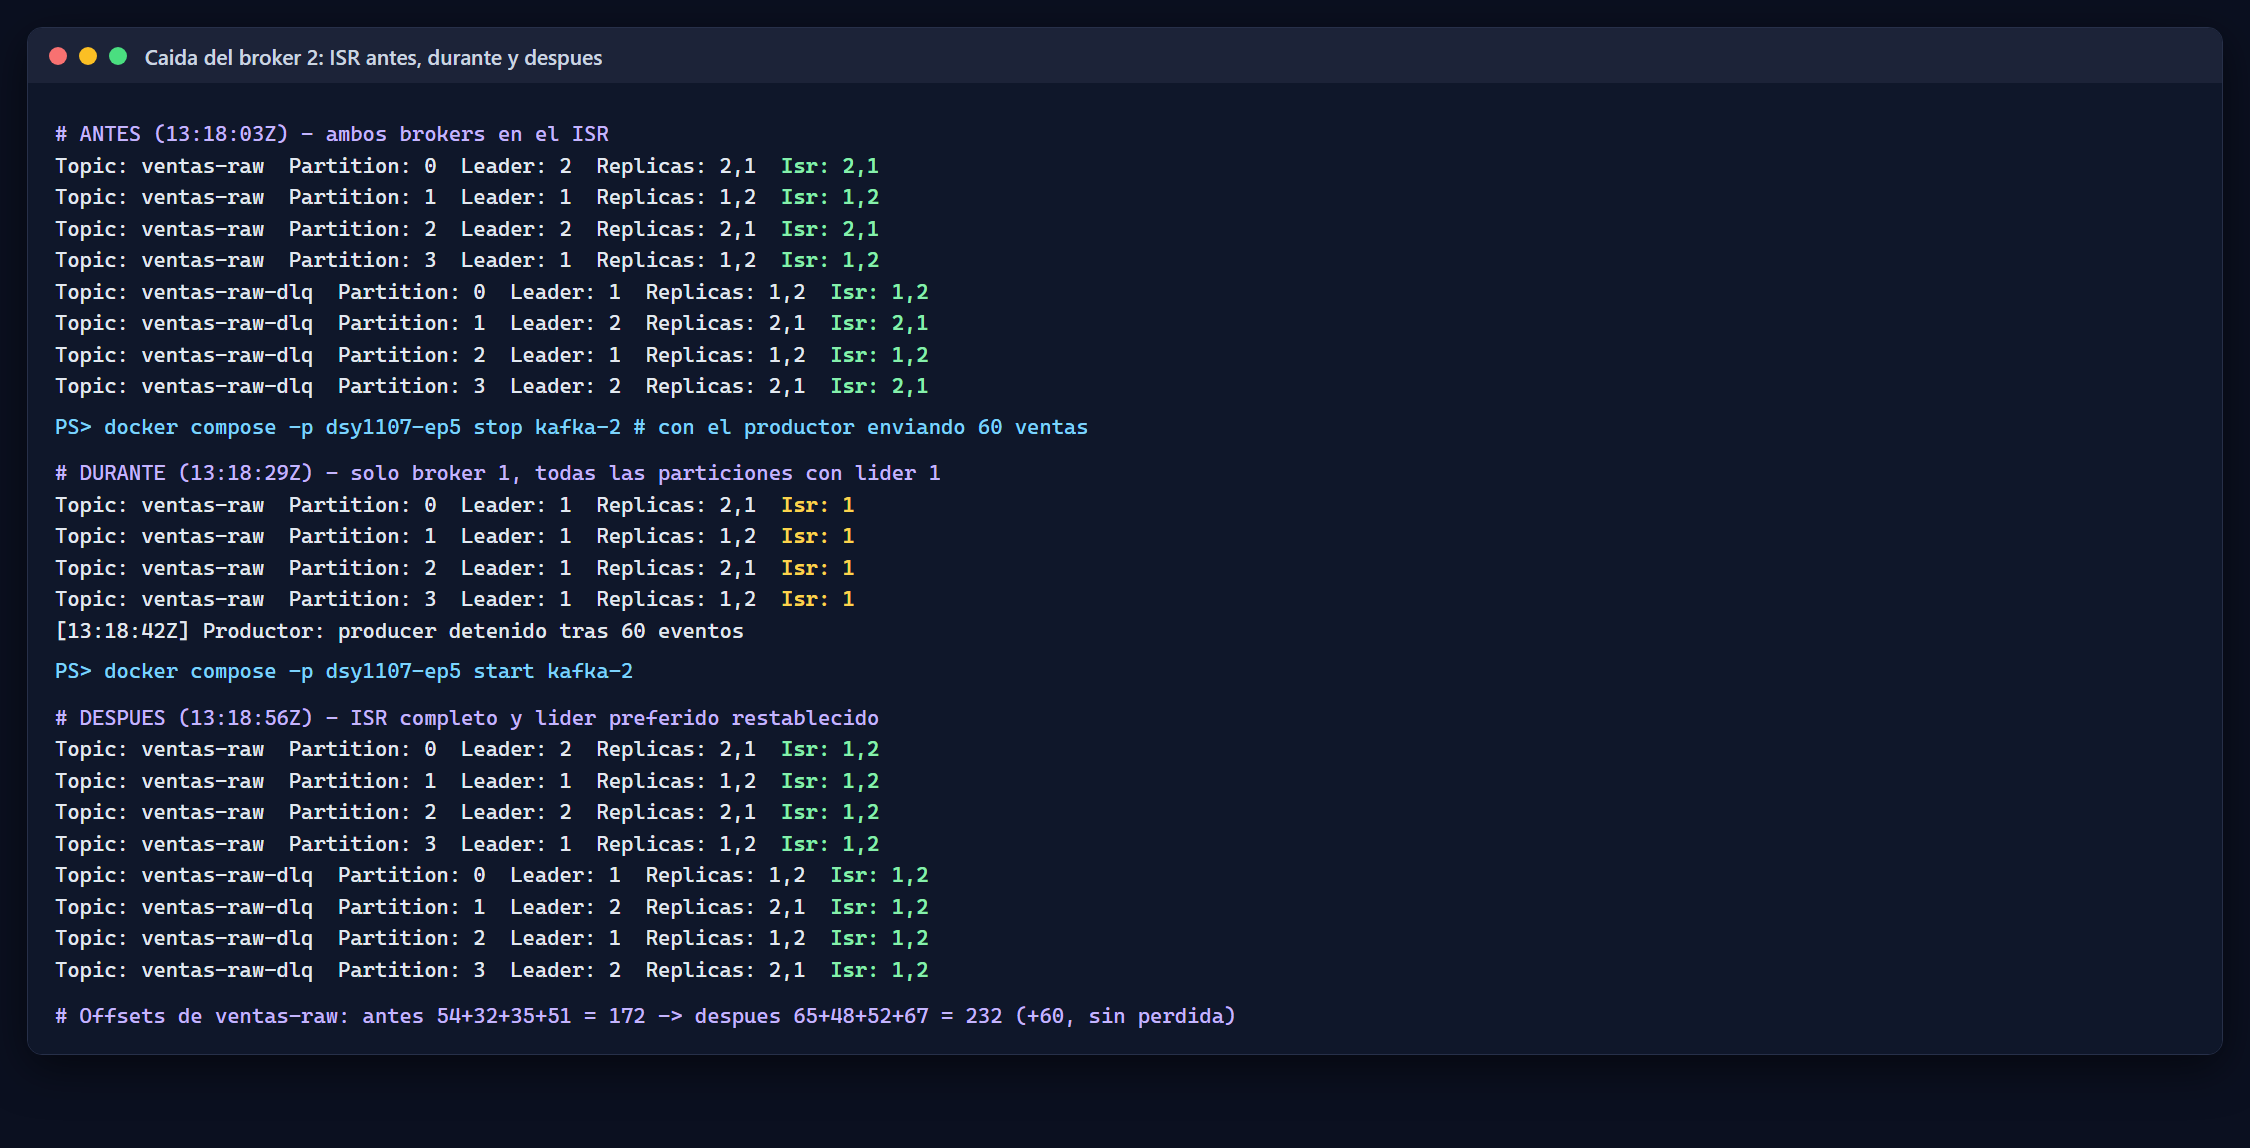 Caida del broker 2: ISR antes, durante y despues
# ANTES (13:18:03Z) - ambos brokers en el ISR
Topic: ventas-raw  Partition: 0  Leader: 2  Replicas: 2,1  Isr: 2,1
Topic: ventas-raw  Partition: 1  Leader: 1  Replicas: 1,2  Isr: 1,2
Topic: ventas-raw  Partition: 2  Leader: 2  Replicas: 2,1  Isr: 2,1
Topic: ventas-raw  Partition: 3  Leader: 1  Replicas: 1,2  Isr: 1,2
Topic: ventas-raw-dlq  Partition: 0  Leader: 1  Replicas: 1,2  Isr: 1,2
Topic: ventas-raw-dlq  Partition: 1  Leader: 2  Replicas: 2,1  Isr: 2,1
Topic: ventas-raw-dlq  Partition: 2  Leader: 1  Replicas: 1,2  Isr: 1,2
Topic: ventas-raw-dlq  Partition: 3  Leader: 2  Replicas: 2,1  Isr: 2,1
PS> docker compose -p dsy1107-ep5 stop kafka-2 # con el productor enviando 60 ventas
# DURANTE (13:18:29Z) - solo broker 1, todas las particiones con lider 1
Topic: ventas-raw  Partition: 0  Leader: 1  Replicas: 2,1  Isr: 1
Topic: ventas-raw  Partition: 1  Leader: 1  Replicas: 1,2  Isr: 1
Topic: ventas-raw  Partition: 2  Leader: 1  Replicas: 2,1  Isr: 1
Topic: ventas-raw  Partition: 3  Leader: 1  Replicas: 1,2  Isr: 1
[13:18:42Z] Productor: producer detenido tras 60 eventos
PS> docker compose -p dsy1107-ep5 start kafka-2
# DESPUES (13:18:56Z) - ISR completo y lider preferido restablecido
Topic: ventas-raw  Partition: 0  Leader: 2  Replicas: 2,1  Isr: 1,2
Topic: ventas-raw  Partition: 1  Leader: 1  Replicas: 1,2  Isr: 1,2
Topic: ventas-raw  Partition: 2  Leader: 2  Replicas: 2,1  Isr: 1,2
Topic: ventas-raw  Partition: 3  Leader: 1  Replicas: 1,2  Isr: 1,2
Topic: ventas-raw-dlq  Partition: 0  Leader: 1  Replicas: 1,2  Isr: 1,2
Topic: ventas-raw-dlq  Partition: 1  Leader: 2  Replicas: 2,1  Isr: 1,2
Topic: ventas-raw-dlq  Partition: 2  Leader: 1  Replicas: 1,2  Isr: 1,2
Topic: ventas-raw-dlq  Partition: 3  Leader: 2  Replicas: 2,1  Isr: 1,2
# Offsets de ventas-raw: antes 54+32+35+51 = 172 -> despues 65+48+52+67 = 232 (+60, sin perdida)